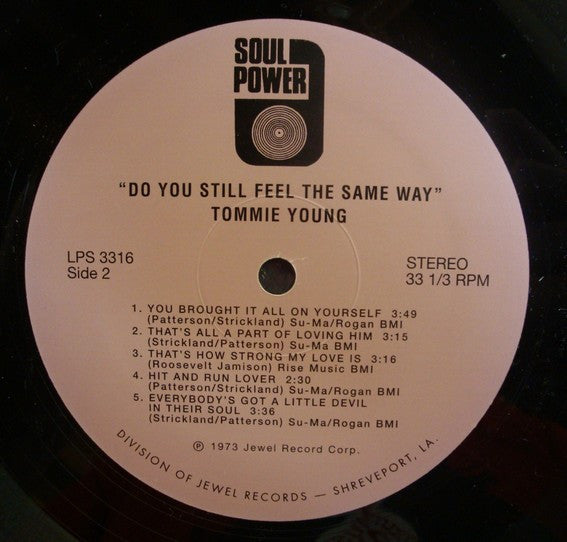 SOUL
POWER
"DO YOU STILL FEEL THE SAME WAY"
TOMMIE YOUNG
LPS 3316
Side 2
STEREO
33 1/3 RPM
1. YOU BROUGHT IT ALL ON YOURSELF 3:49
(Patterson/Strickland) Su-Ma/Rogan BMI
2. THAT'S ALL A PART OF LOVING HIM 3:15
(Strickland/Patterson) Su-Ma BMI
3. THAT'S HOW STRONG MY LOVE IS 3:16
(Roosevelt Jamison) Rise Music BMI
4. HIT AND RUN LOVER 2:30
(Patterson/Strickland) Su-Ma/Rogan BMI
5. EVERYBODY'S GOT A LITTLE DEVIL
IN THEIR SOUL 3:36
(Strickland/Patterson) Su-Ma/Rogan BMI
℗ 1973 Jewel Record Corp.
DIVISION OF JEWEL RECORDS — SHREVEPORT, LA.